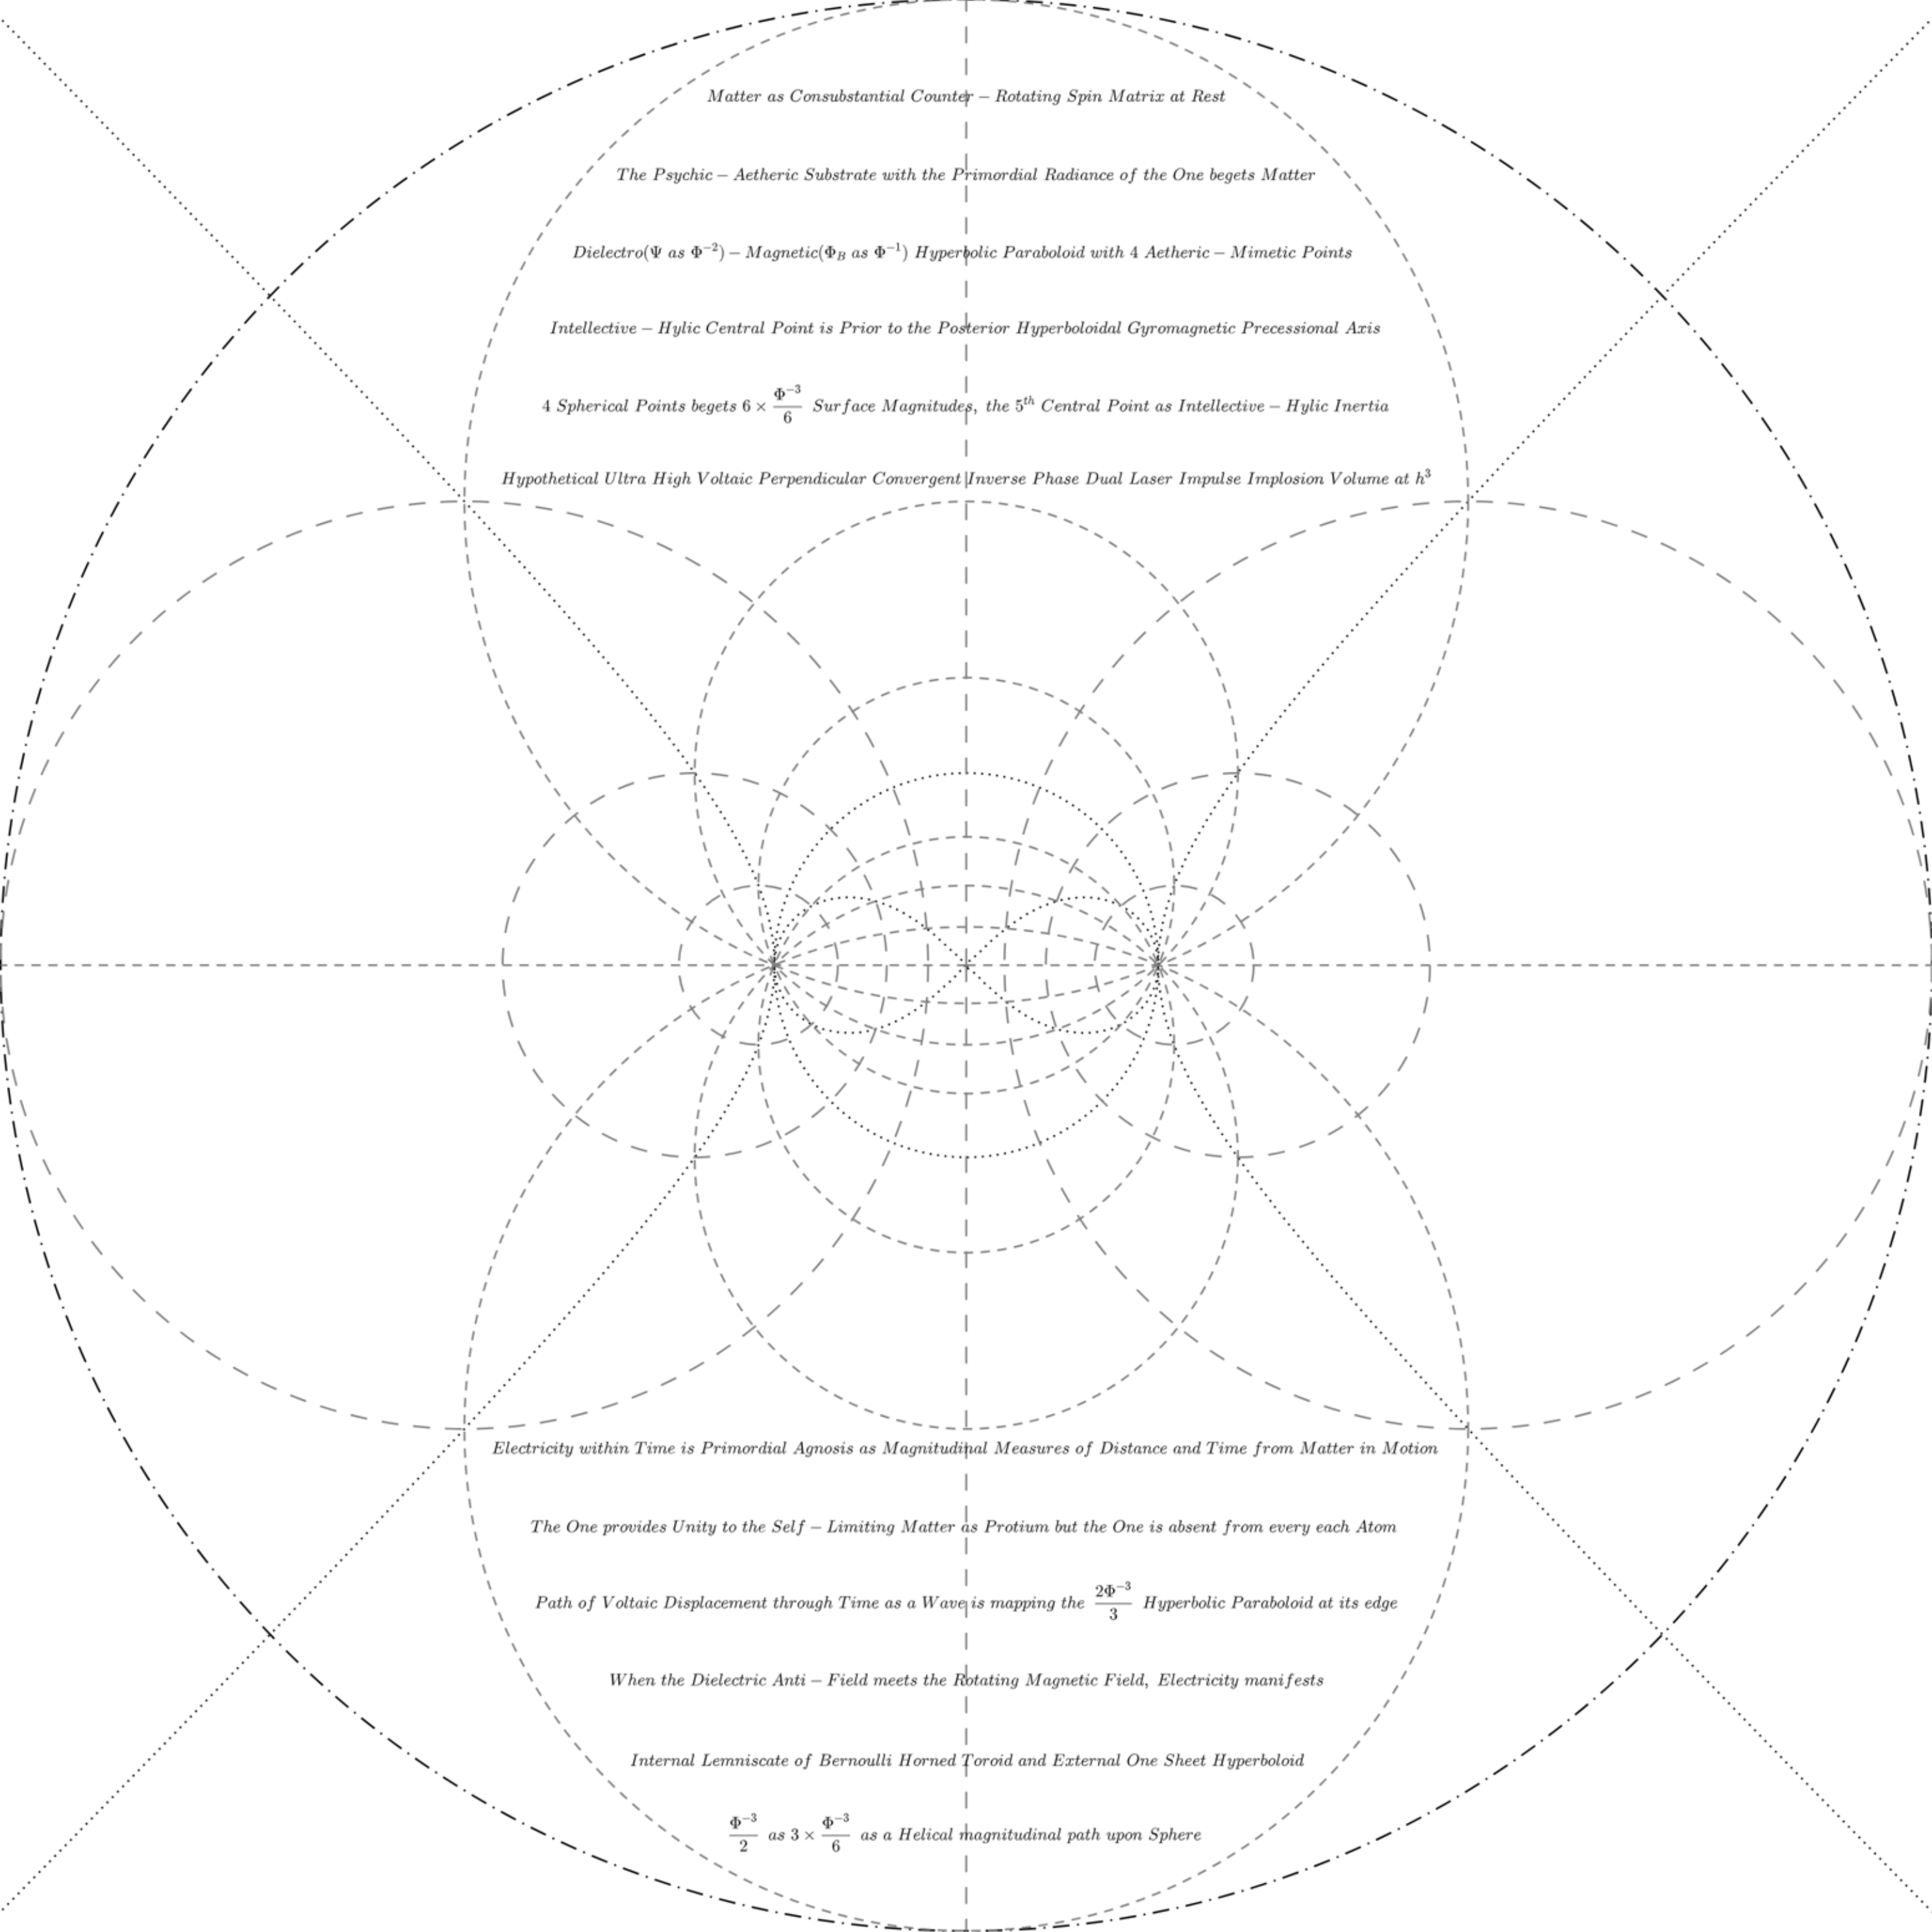 Matter as Consubstantial Counter − Rotating Spin Matrix at Rest
The Psychic − Aetheric Substrate with the Primordial Radiance of the One begets Matter
Dielectro(Ψ as Φ⁻²) − Magnetic(Φ_B as Φ⁻¹) Hyperbolic Paraboloid with 4 Aetheric − Mimetic Points
Intellective − Hylic Central Point is Prior to the Posterior Hyperboloidal Gyromagnetic Precessional Axis
4 Spherical Points begets 6 × Φ⁻³/6 Surface Magnitudes, the 5ᵗʰ Central Point as Intellective − Hylic Inertia
Hypothetical Ultra High Voltaic Perpendicular Convergent Inverse Phase Dual Laser Impulse Implosion Volume at h³
Electricity within Time is Primordial Agnosis as Magnitudinal Measures of Distance and Time from Matter in Motion
The One provides Unity to the Self − Limiting Matter as Protium but the One is absent from every each Atom
Path of Voltaic Displacement through Time as a Wave is mapping the 2Φ⁻³/3 Hyperbolic Paraboloid at its edge
When the Dielectric Anti − Field meets the Rotating Magnetic Field, Electricity manifests
Internal Lemniscate of Bernoulli Horned Toroid and External One Sheet Hyperboloid
Φ⁻³/2 as 3 × Φ⁻³/6 as a Helical magnitudinal path upon Sphere